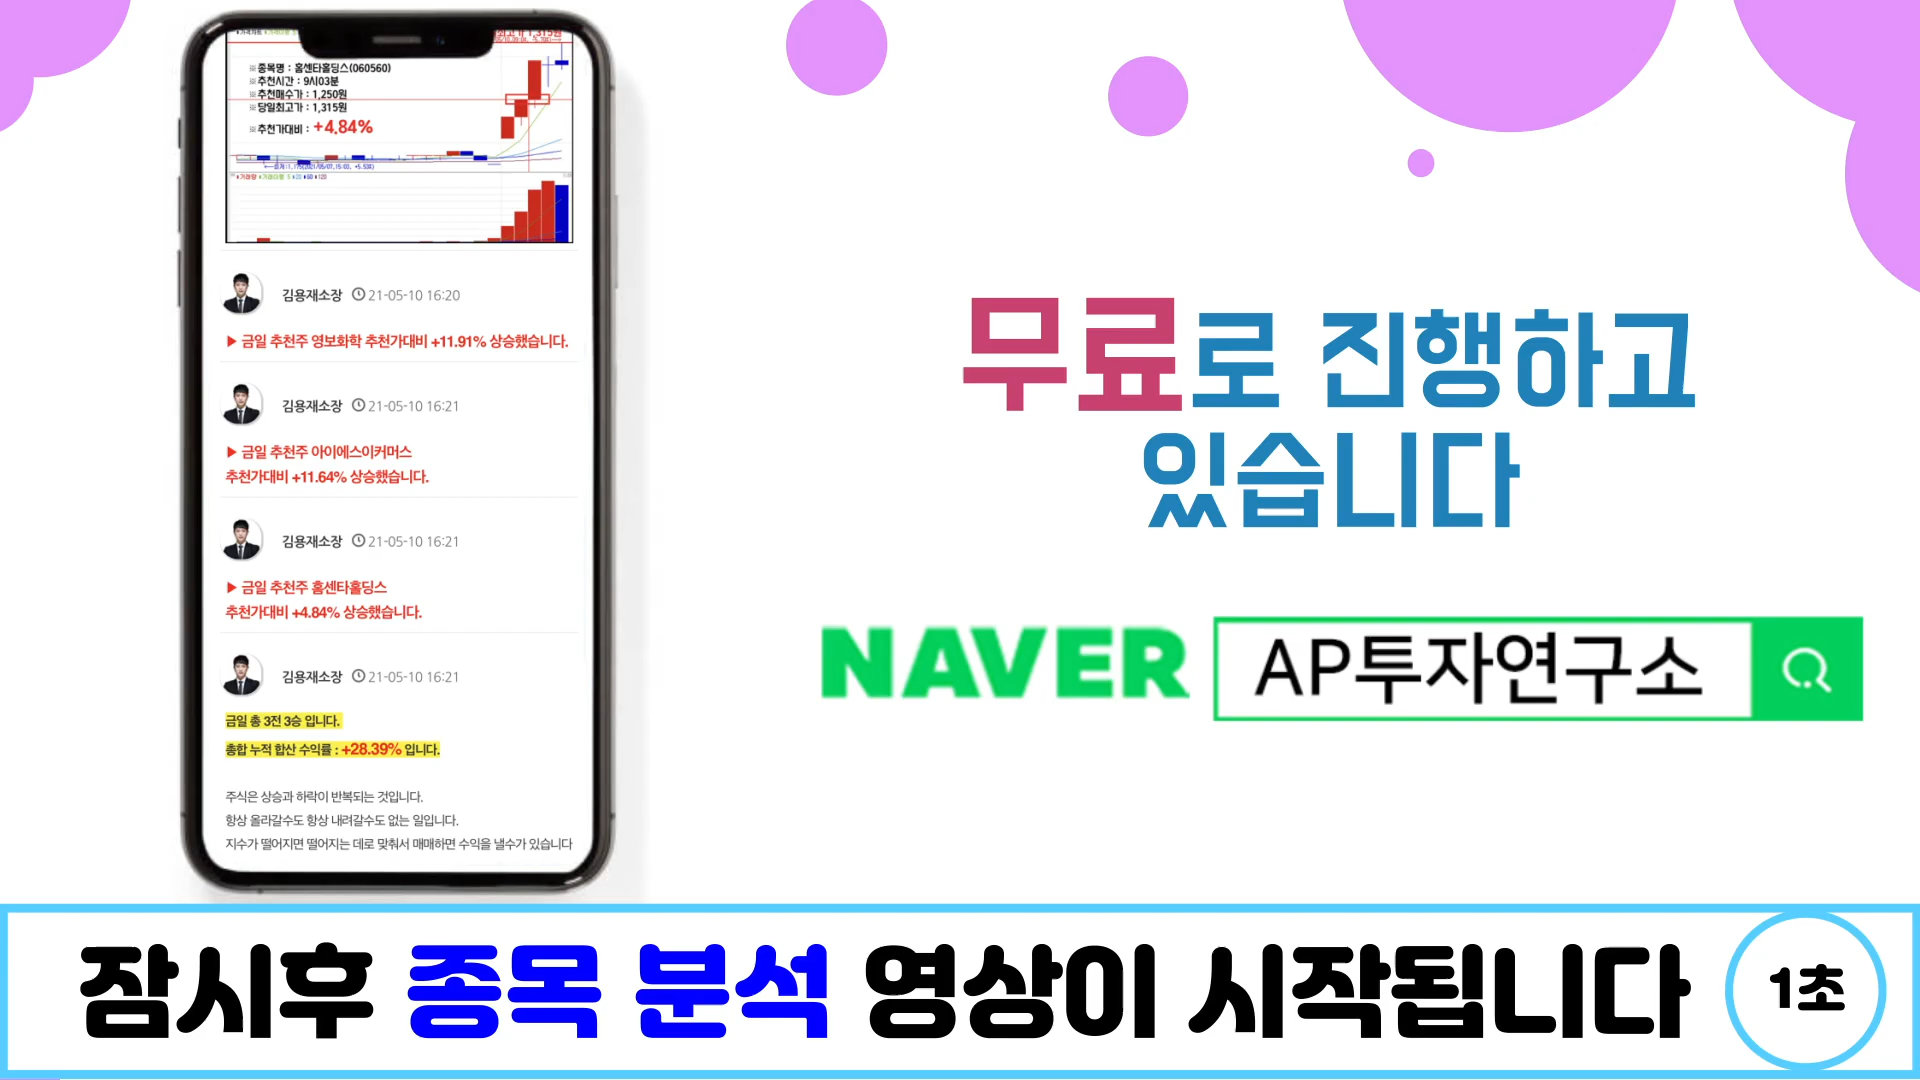 ※종목명 : 홈센타홀딩스(060560)
※추천시간 : 9시03분
※추천매수가 : 1,250원
※당일최고가 : 1,315원
※추천가대비 : +4.84%
김용재소장 21-05-10 16:20
▶ 금일 추천주 영보화학 추천가대비 +11.91% 상승했습니다.
김용재소장 21-05-10 16:21
▶ 금일 추천주 아이에스이커머스
추천가대비 +11.64% 상승했습니다.
김용재소장 21-05-10 16:21
▶ 금일 추천주 홈센타홀딩스
추천가대비 +4.84% 상승했습니다.
김용재소장 21-05-10 16:21
금일 총 3전 3승 입니다.
총합 누적 합산 수익률 : +28.39% 입니다.
주식은 상승과 하락이 반복되는 것입니다.
항상 올라갈수도 항상 내려갈수도 없는 일입니다.
지수가 떨어지면 떨어지는 데로 맞춰서 매매하면 수익을 낼수가 있습니다
무료로 진행하고
있습니다
NAVER AP투자연구소
잠시후 종목 분석 영상이 시작됩니다 1초